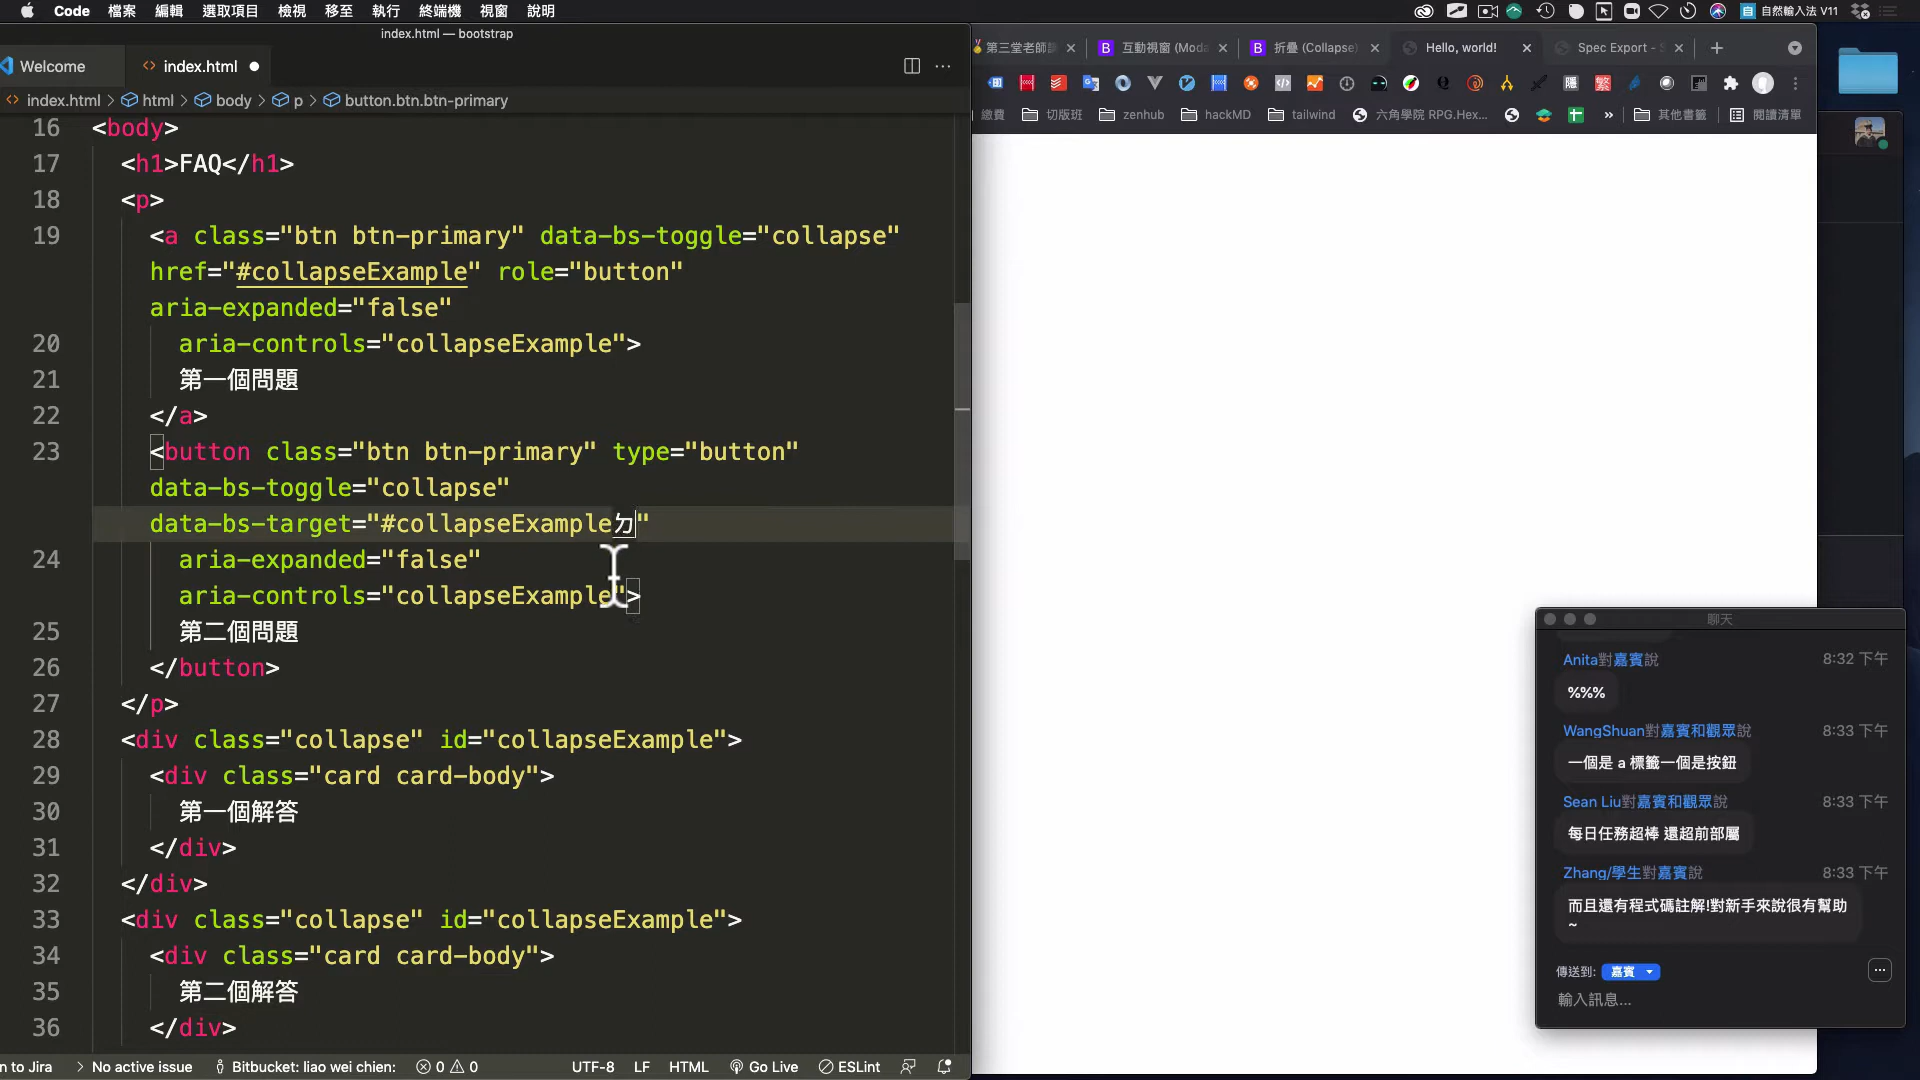 Code 檔案 編輯 選取項目 檢視 移至 執行 終端機 視窗 說明
自 自然輸入法 V11
index.html — bootstrap
Welcome
index.html
index.html > html > body > p > button.btn.btn-primary
16 <body>
17 <h1>FAQ</h1>
18 <p>
19 <a class="btn btn-primary" data-bs-toggle="collapse"
href="#collapseExample" role="button"
aria-expanded="false"
20 aria-controls="collapseExample">
21 第一個問題
22 </a>
23 <button class="btn btn-primary" type="button"
data-bs-toggle="collapse"
data-bs-target="#collapseExampleㄉ"
24 aria-expanded="false"
aria-controls="collapseExample">
25 第二個問題
26 </button>
27 </p>
28 <div class="collapse" id="collapseExample">
29 <div class="card card-body">
30 第一個解答
31 </div>
32 </div>
33 <div class="collapse" id="collapseExample">
34 <div class="card card-body">
35 第二個解答
36 </div>
n to Jira > No active issue Bitbucket: liao wei chien: 0 0 UTF-8 LF HTML Go Live ESLint
第三堂老師
B 互動視窗 (Moda
B 折疊 (Collapse)
Hello, world!
Spec Export - S
繳費 切版班 zenhub hackMD tailwind 六角學院 RPG.Hex... » 其他書籤 閱讀清單
聊天
Anita對嘉賓說 8:32 下午
%%%
WangShuan對嘉賓和觀眾說 8:33 下午
一個是 a 標籤一個是按鈕
Sean Liu對嘉賓和觀眾說 8:33 下午
每日任務超棒 還超前部屬
Zhang/學生對嘉賓說 8:33 下午
而且還有程式碼註解!對新手來說很有幫助
~
傳送到: 嘉賓
輸入訊息...